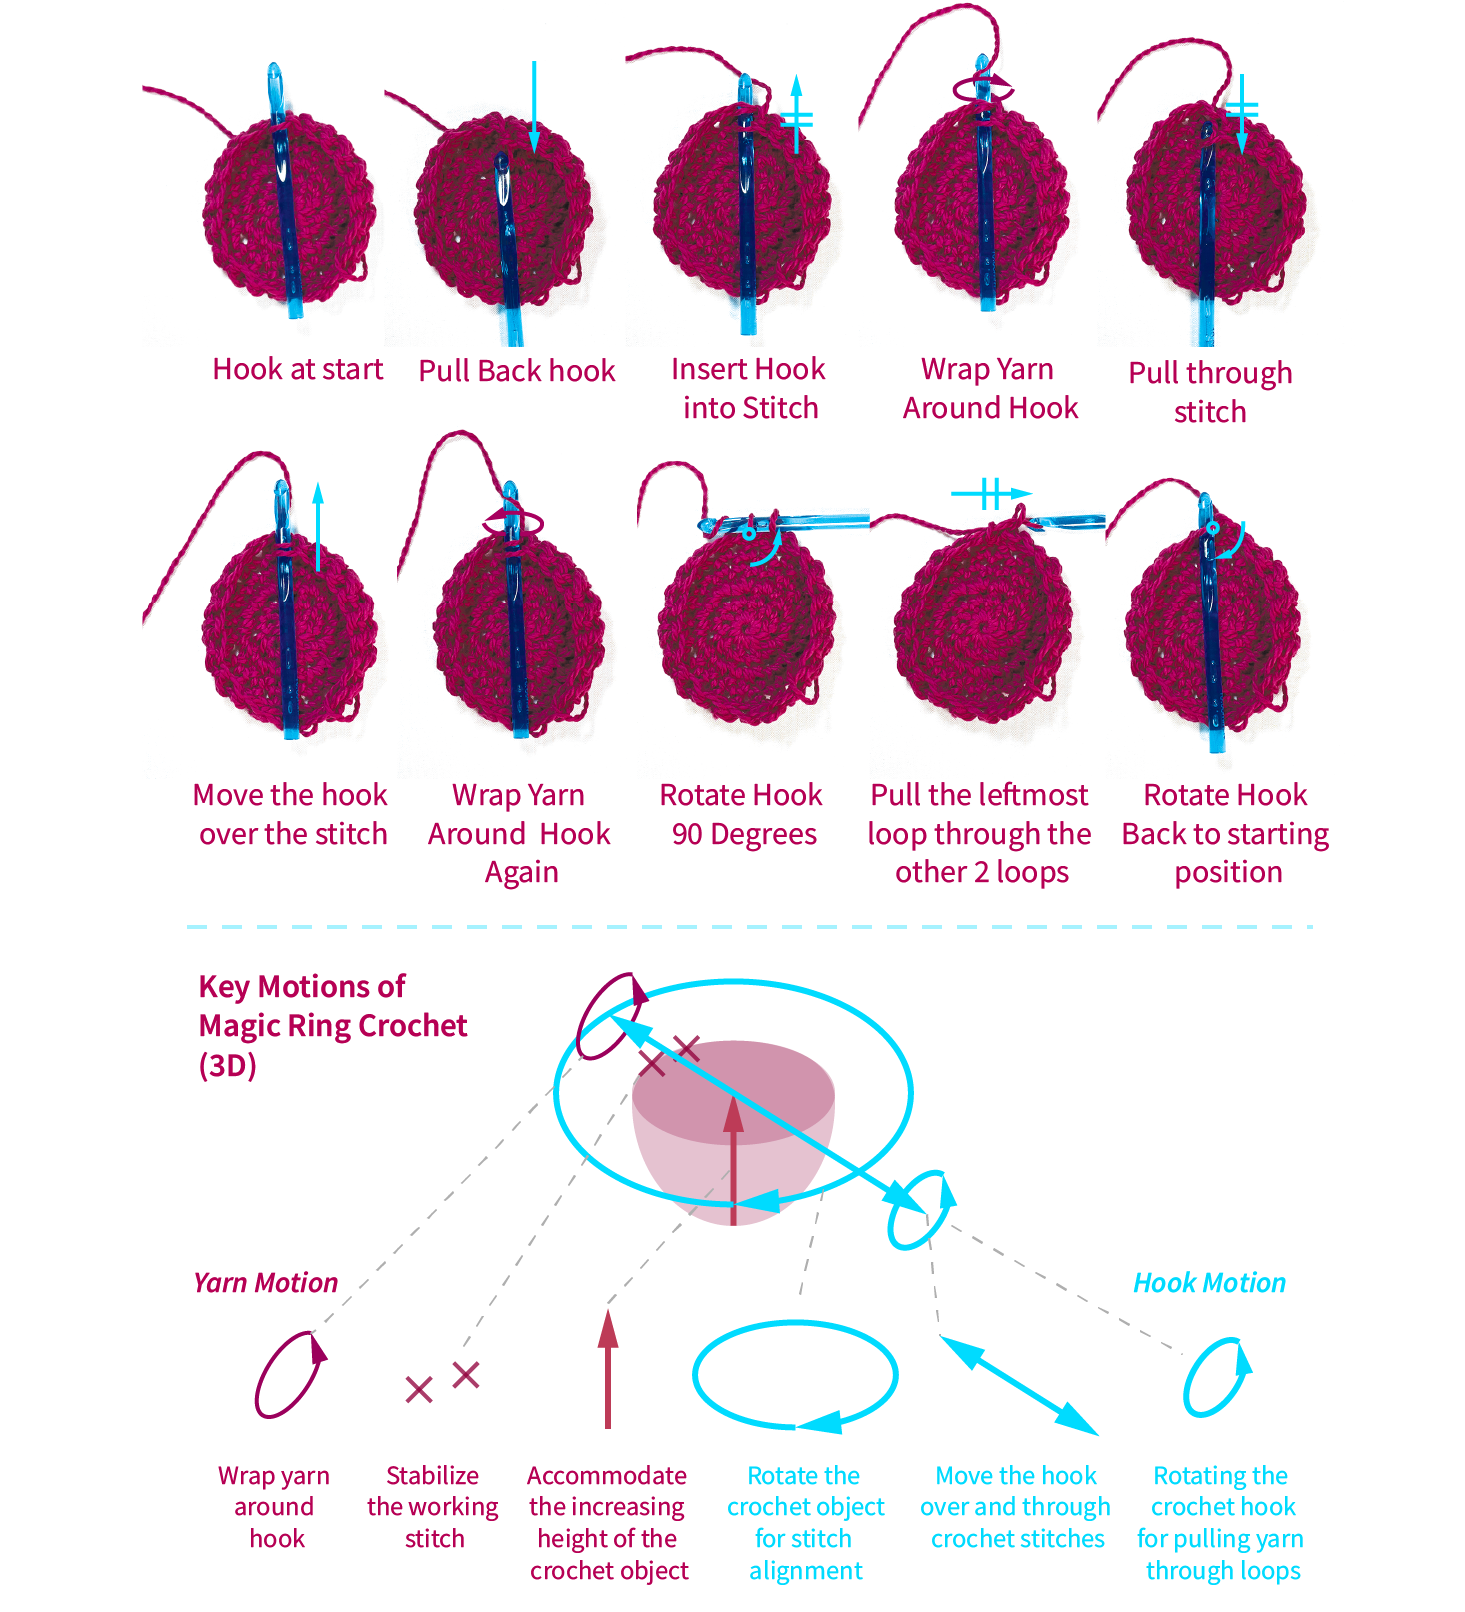 Hook at start
Pull Back hook
Insert Hook
into Stitch
Wrap Yarn
Around Hook
Pull through
stitch
Move the hook
over the stitch
Wrap Yarn
Around Hook
Again
Rotate Hook
90 Degrees
Pull the leftmost
loop through the
other 2 loops
Rotate Hook
Back to starting
position
Key Motions of
Magic Ring Crochet
(3D)
Yarn Motion
Hook Motion
Wrap yarn
around
hook
Stabilize
the working
stitch
Accommodate
the increasing
height of the
crochet object
Rotate the
crochet object
for stitch
alignment
Move the hook
over and through
crochet stitches
Rotating the
crochet hook
for pulling yarn
through loops